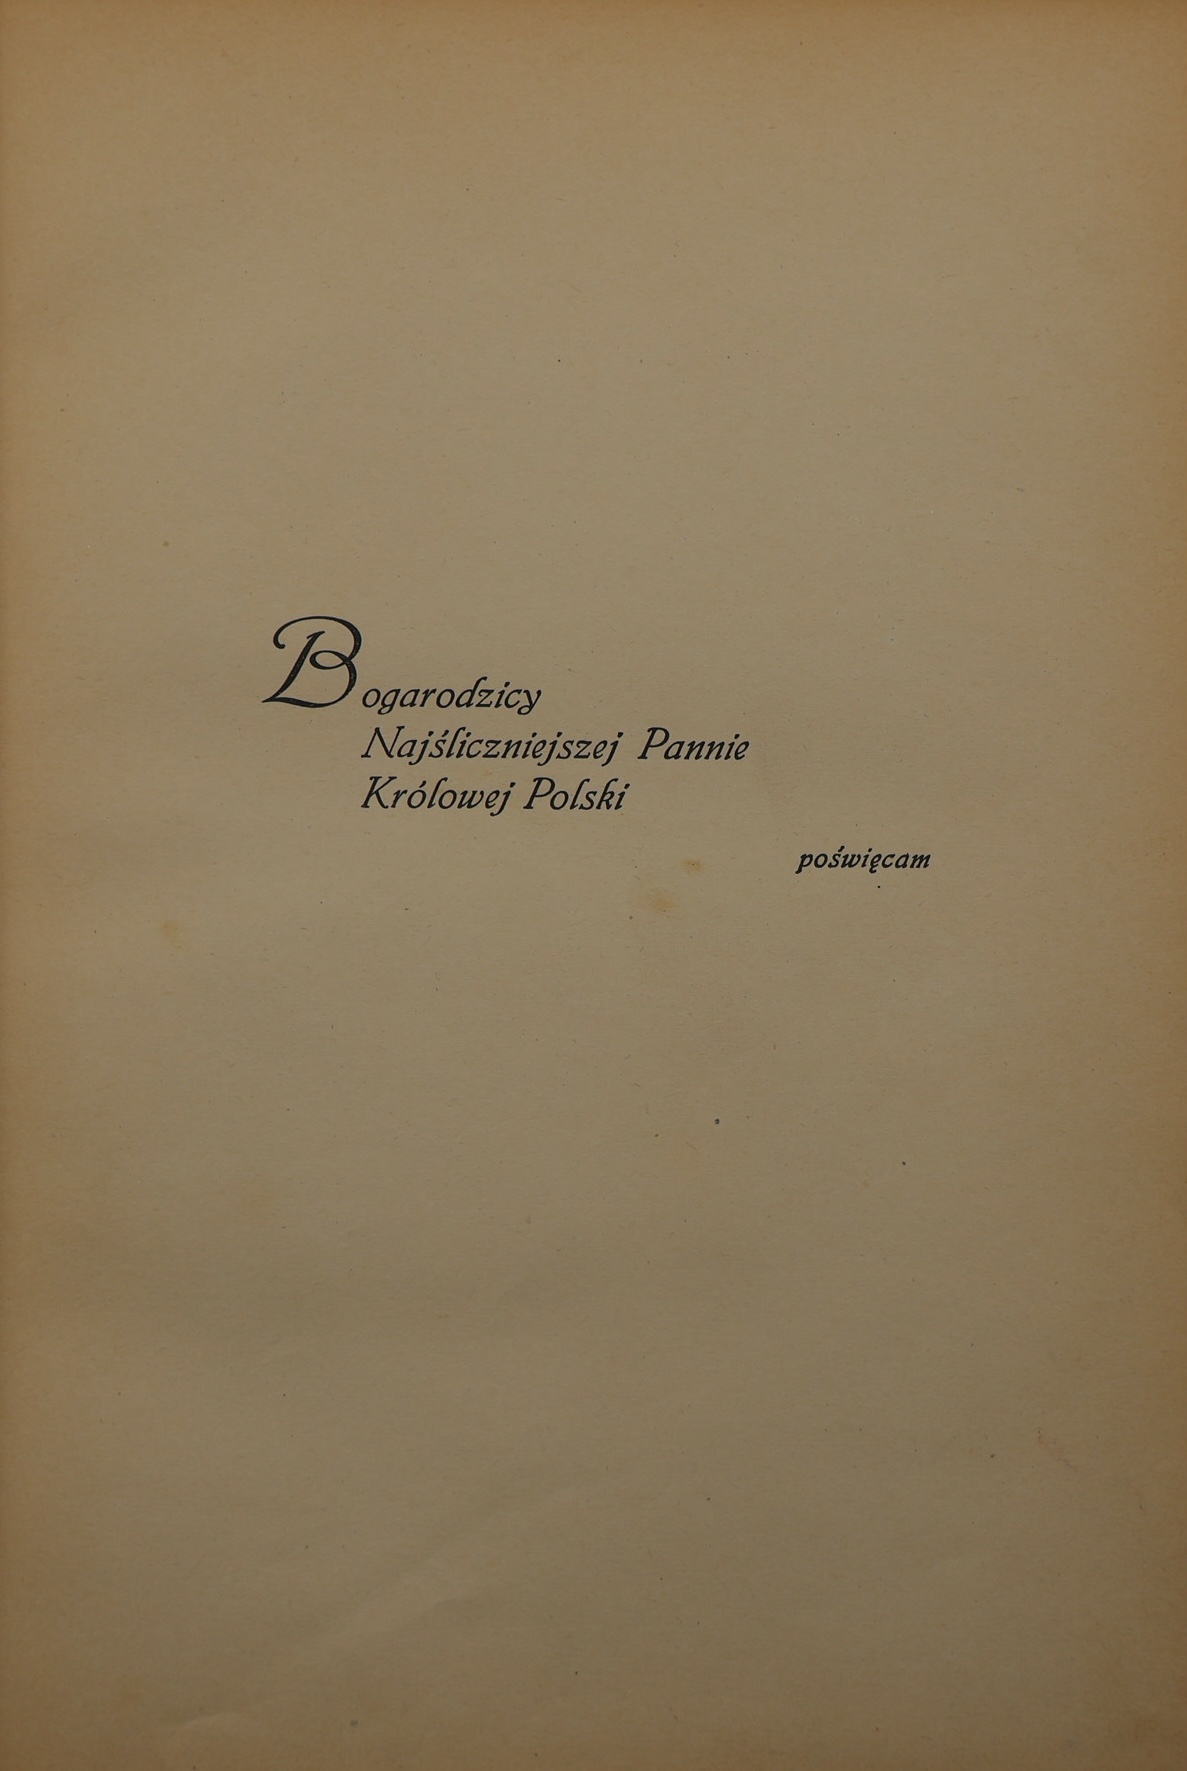 Bogarodzicy
Najśliczniejszej Pannie
Królowej Polski
poświęcam